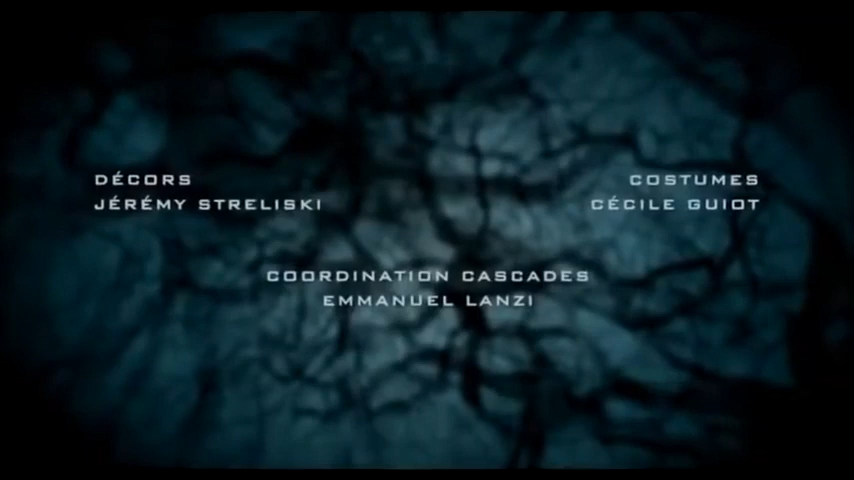 DÉCORS
JÉRÉMY STRELISKI
COSTUMES
CÉCILE GUIOT
COORDINATION CASCADES
EMMANUEL LANZI